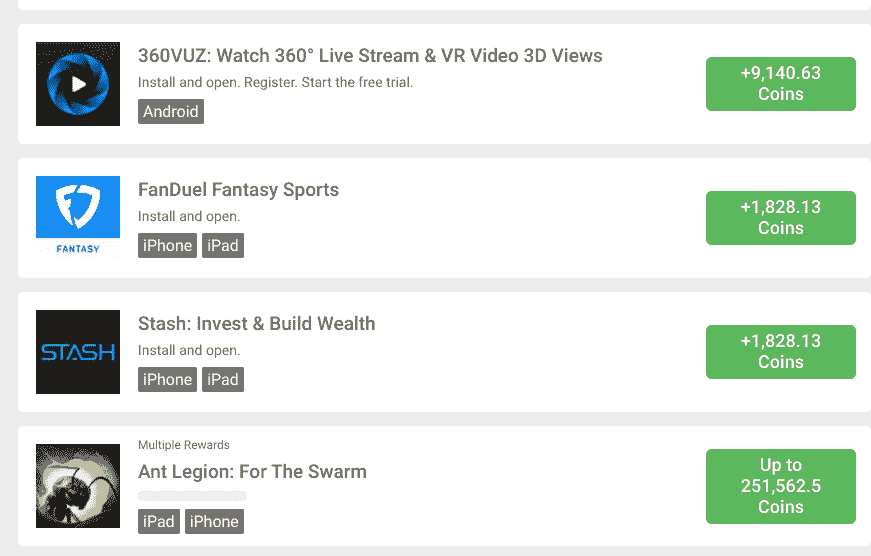 360VUZ: Watch 360° Live Stream & VR Video 3D Views
Install and open. Register. Start the free trial.
Android
+9,140.63
Coins
FANTASY
FanDuel Fantasy Sports
Install and open.
iPhone iPad
+1,828.13
Coins
STASH
Stash: Invest & Build Wealth
Install and open.
iPhone iPad
+1,828.13
Coins
Multiple Rewards
Ant Legion: For The Swarm
iPad iPhone
Up to
251,562.5
Coins